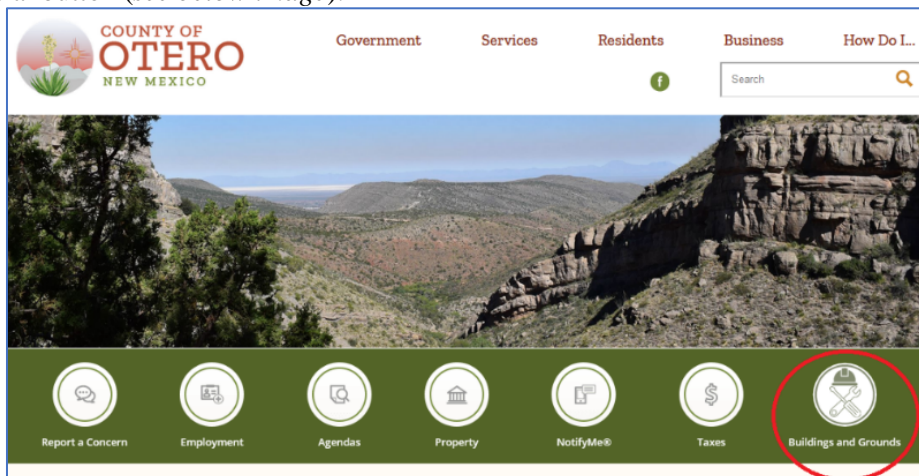 COUNTY OF
OTERO
NEW MEXICO
Government Services Residents Business How Do I...
f
Search
Report a Concern Employment Agendas Property NotifyMe® Taxes Buildings and Grounds